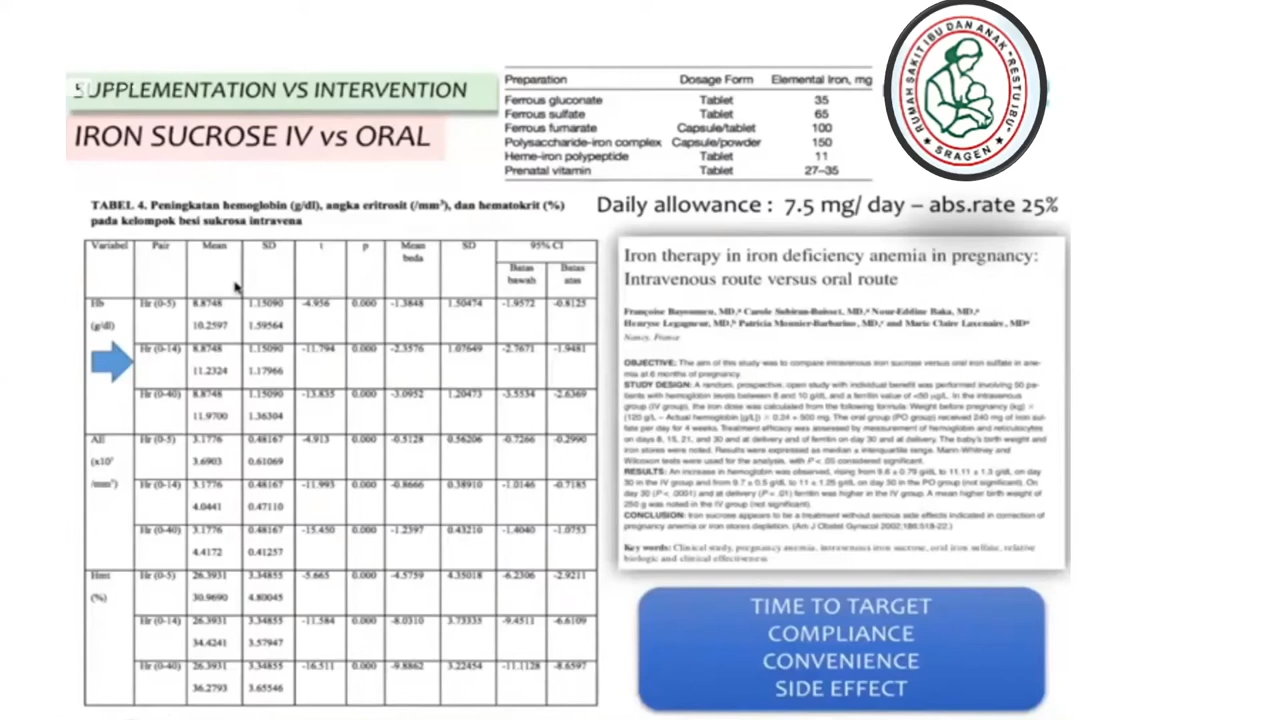 SUPPLEMENTATION VS INTERVENTION
IRON SUCROSE IV vs ORAL
Preparation Dosage Form Elemental Iron, mg
Ferrous gluconate Tablet 35
Ferrous sulfate Tablet 65
Ferrous fumarate Capsule/tablet 100
Polysaccharide-iron complex Capsule/powder 150
Heme-iron polypeptide Tablet 11
Prenatal vitamin Tablet 27–35
RUMAH SAKIT IBU DAN ANAK "RESTU IBU"
SRAGEN
Daily allowance : 7.5 mg/ day – abs.rate 25%
TABEL 4. Peningkatan hemoglobin (g/dl), angka eritrosit (/mm³), dan hematokrit (%)
pada kelompok besi sukrosa intravena
Variabel Pair Mean SD t p Mean beda SD 95% CI
Batas bawah Batas atas
Hb Hr (0-5) 8.8748 1.15090 -4.956 0.000 -1.3848 1.50474 -1.9572 -0.8125
(g/dl) 10.2597 1.59564
Hr (0-14) 8.8748 1.15090 -11.794 0.000 -2.3576 1.07649 -2.7671 -1.9481
11.2324 1.17966
Hr (0-40) 8.8748 1.15090 -13.835 0.000 -3.0952 1.20473 -3.5534 -2.6369
11.9700 1.36304
Hr (0-5) 3.1776 0.48167 -4.913 0.000 -0.5128 0.56206 -0.7266 -0.2990
3.6903 0.61069
/mm³) Hr (0-14) 3.1776 0.48167 -11.993 0.000 -0.8666 0.38910 -1.0146 -0.7185
4.0441 0.47110
Hr (0-40) 3.1776 0.48167 -15.450 0.000 -1.2397 0.43210 -1.4040 -1.0753
4.4172 0.41257
Hmt Hr (0-5) 26.3931 3.34855 -5.665 0.000 -4.5759 4.35018 -6.2306 -2.9211
(%) 30.9690 4.80045
Hr (0-14) 26.3931 3.34855 -11.584 0.000 -8.0310 3.73335 -9.4511 -6.6109
34.4241 3.57947
Hr (0-40) 26.3931 3.34855 -16.511 0.000 -9.8862 3.22454 -11.1128 -8.6597
36.2793 3.65546
Iron therapy in iron deficiency anemia in pregnancy:
Intravenous route versus oral route
Françoise Bayoumeu, MD, Carole Subiran-Buisset, MD, Nour-Eddine Baka, MD,
Henryse Legagneur, MD, Patricia Monnier-Barbarino, MD, and Marie Claire Laxenaire, MD
Nancy, France
OBJECTIVE: The aim of this study was to compare intravenous iron sucrose versus oral iron sulfate in ane-
mia at 6 months of pregnancy.
STUDY DESIGN: A random, prospective, open study with individual benefit was performed involving 50 pa-
tients with hemoglobin levels between 8 and 10 g/dL and a ferritin value of <50 µg/L. In the intravenous
group (IV group), the iron dose was calculated from the following formula: Weight before pregnancy (kg) ×
(120 g/L − Actual hemoglobin [g/L]) × 0.24 + 500 mg. The oral group (PO group) received 240 mg of iron sul-
fate per day for 4 weeks. Treatment efficacy was assessed by measurement of hemoglobin and reticulocytes
on days 8, 15, 21, and 30 and at delivery and of ferritin on day 30 and at delivery. The baby's birth weight and
iron stores were noted. Results were expressed as median ± interquartile range. Mann-Whitney and
Wilcoxon tests were used for the analysis, with P < .05 considered significant.
RESULTS: An increase in hemoglobin was observed, rising from 9.6 ± 0.79 g/dL to 11.11 ± 1.3 g/dL on day
30 in the IV group and from 9.7 ± 0.5 g/dL to 11 ± 1.25 g/dL on day 30 in the PO group (not significant). On
day 30 (P < .0001) and at delivery (P = .01) ferritin was higher in the IV group. A mean higher birth weight of
250 g was noted in the IV group (not significant).
CONCLUSION: Iron sucrose appears to be a treatment without serious side effects indicated in correction of
pregnancy anemia or iron stores depletion. (Am J Obstet Gynecol 2002;186:518-22.)
Key words: Clinical study, pregnancy anemia, intravenous iron sucrose, oral iron sulfate, relative
biologic and clinical effectiveness
TIME TO TARGET
COMPLIANCE
CONVENIENCE
SIDE EFFECT